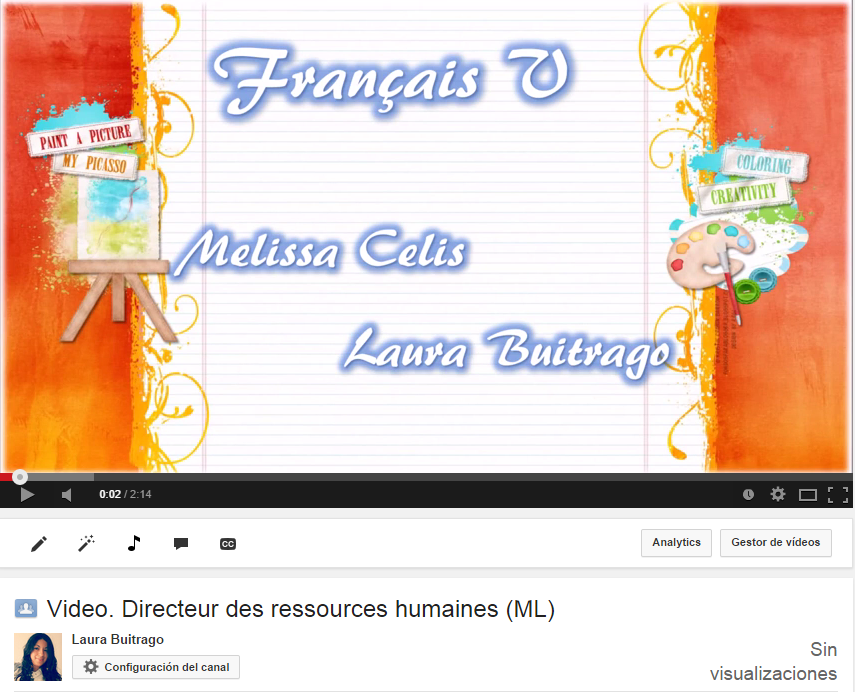 Français V
PAINT A PICTURE
MY PICASSO
COLORING
CREATIVITY
Melissa Celis
Laura Buitrago
0:02 / 2:14
CC
Analytics
Gestor de vídeos
Video. Directeur des ressources humaines (ML)
Laura Buitrago
Configuración del canal
Sin
visualizaciones